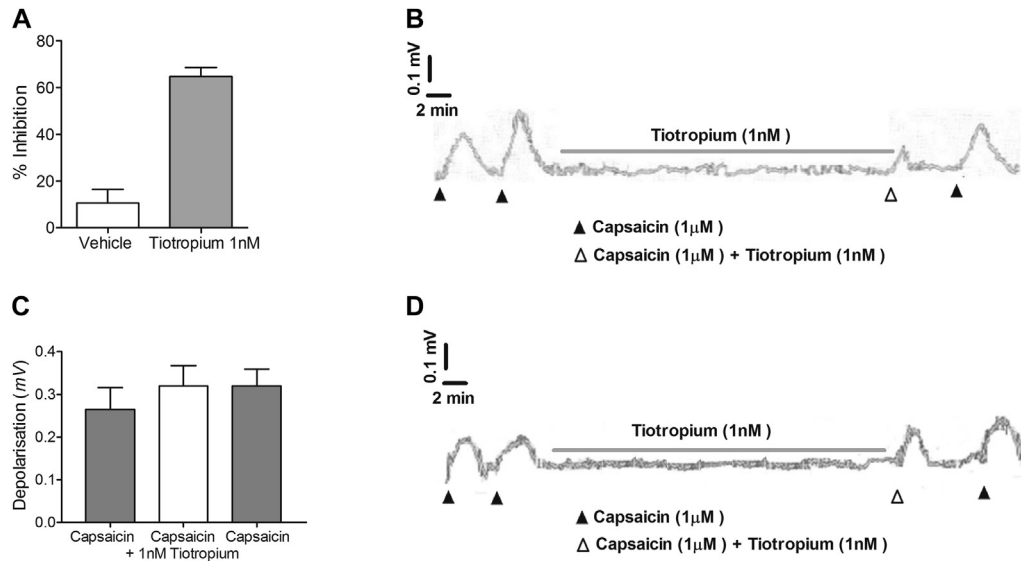 A
80
60
40
20
0
% Inhibition
Vehicle
Tiotropium 1nM
B
0.1 mV
2 min
Tiotropium (1nM )
▲ Capsaicin (1μM )
△ Capsaicin (1μM ) + Tiotropium (1nM )
C
0.4
0.3
0.2
0.1
0.0
Depolarisation (mV)
Capsaicin Capsaicin Capsaicin
+ 1nM Tiotropium
D
0.1 mV
2 min
Tiotropium (1nM )
▲ Capsaicin (1μM )
△ Capsaicin (1μM ) + Tiotropium (1nM )